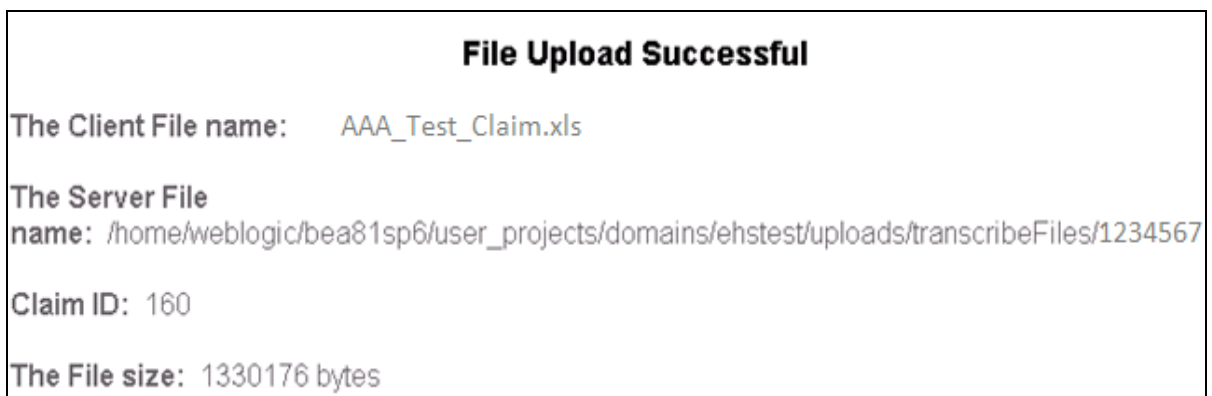 File Upload Successful
The Client File name: AAA_Test_Claim.xls
The Server File
name: /home/weblogic/bea81sp6/user_projects/domains/ehstest/uploads/transcribeFiles/1234567
Claim ID: 160
The File size: 1330176 bytes